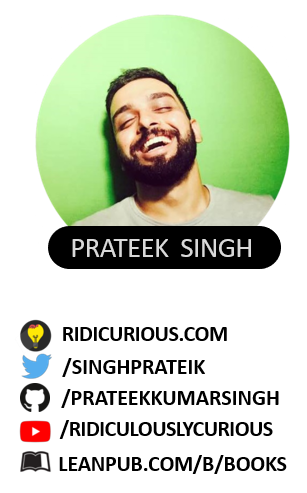 PRATEEK SINGH
RIDICURIOUS.COM
/SINGHPRATEIK
/PRATEEKKUMARSINGH
/RIDICULOUSLYCURIOUS
LEANPUB.COM/B/BOOKS